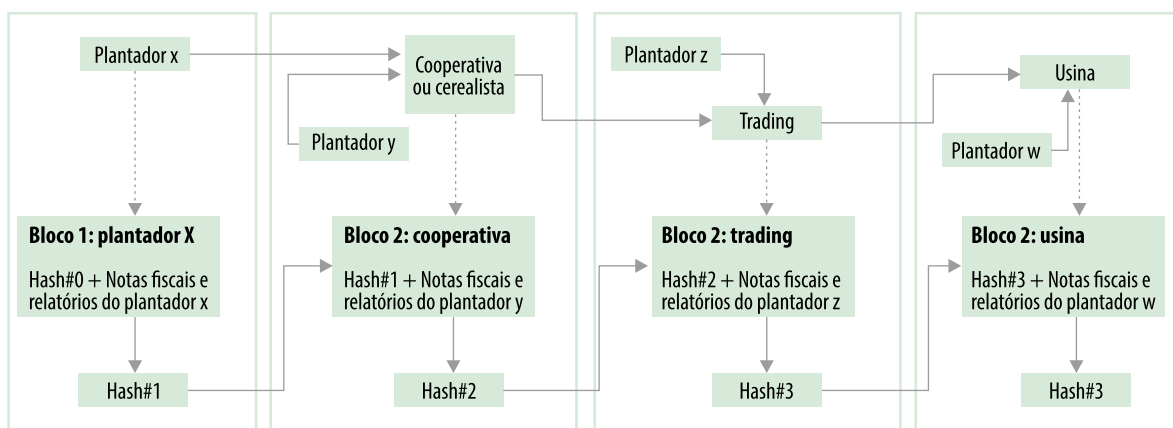 Plantador x
Cooperativa
ou cerealista
Plantador y
Plantador z
Trading
Usina
Plantador w
Bloco 1: plantador X
Hash#0 + Notas fiscais e
relatórios do plantador x
Hash#1
Bloco 2: cooperativa
Hash#1 + Notas fiscais e
relatórios do plantador y
Hash#2
Bloco 2: trading
Hash#2 + Notas fiscais e
relatórios do plantador z
Hash#3
Bloco 2: usina
Hash#3 + Notas fiscais e
relatórios do plantador w
Hash#3